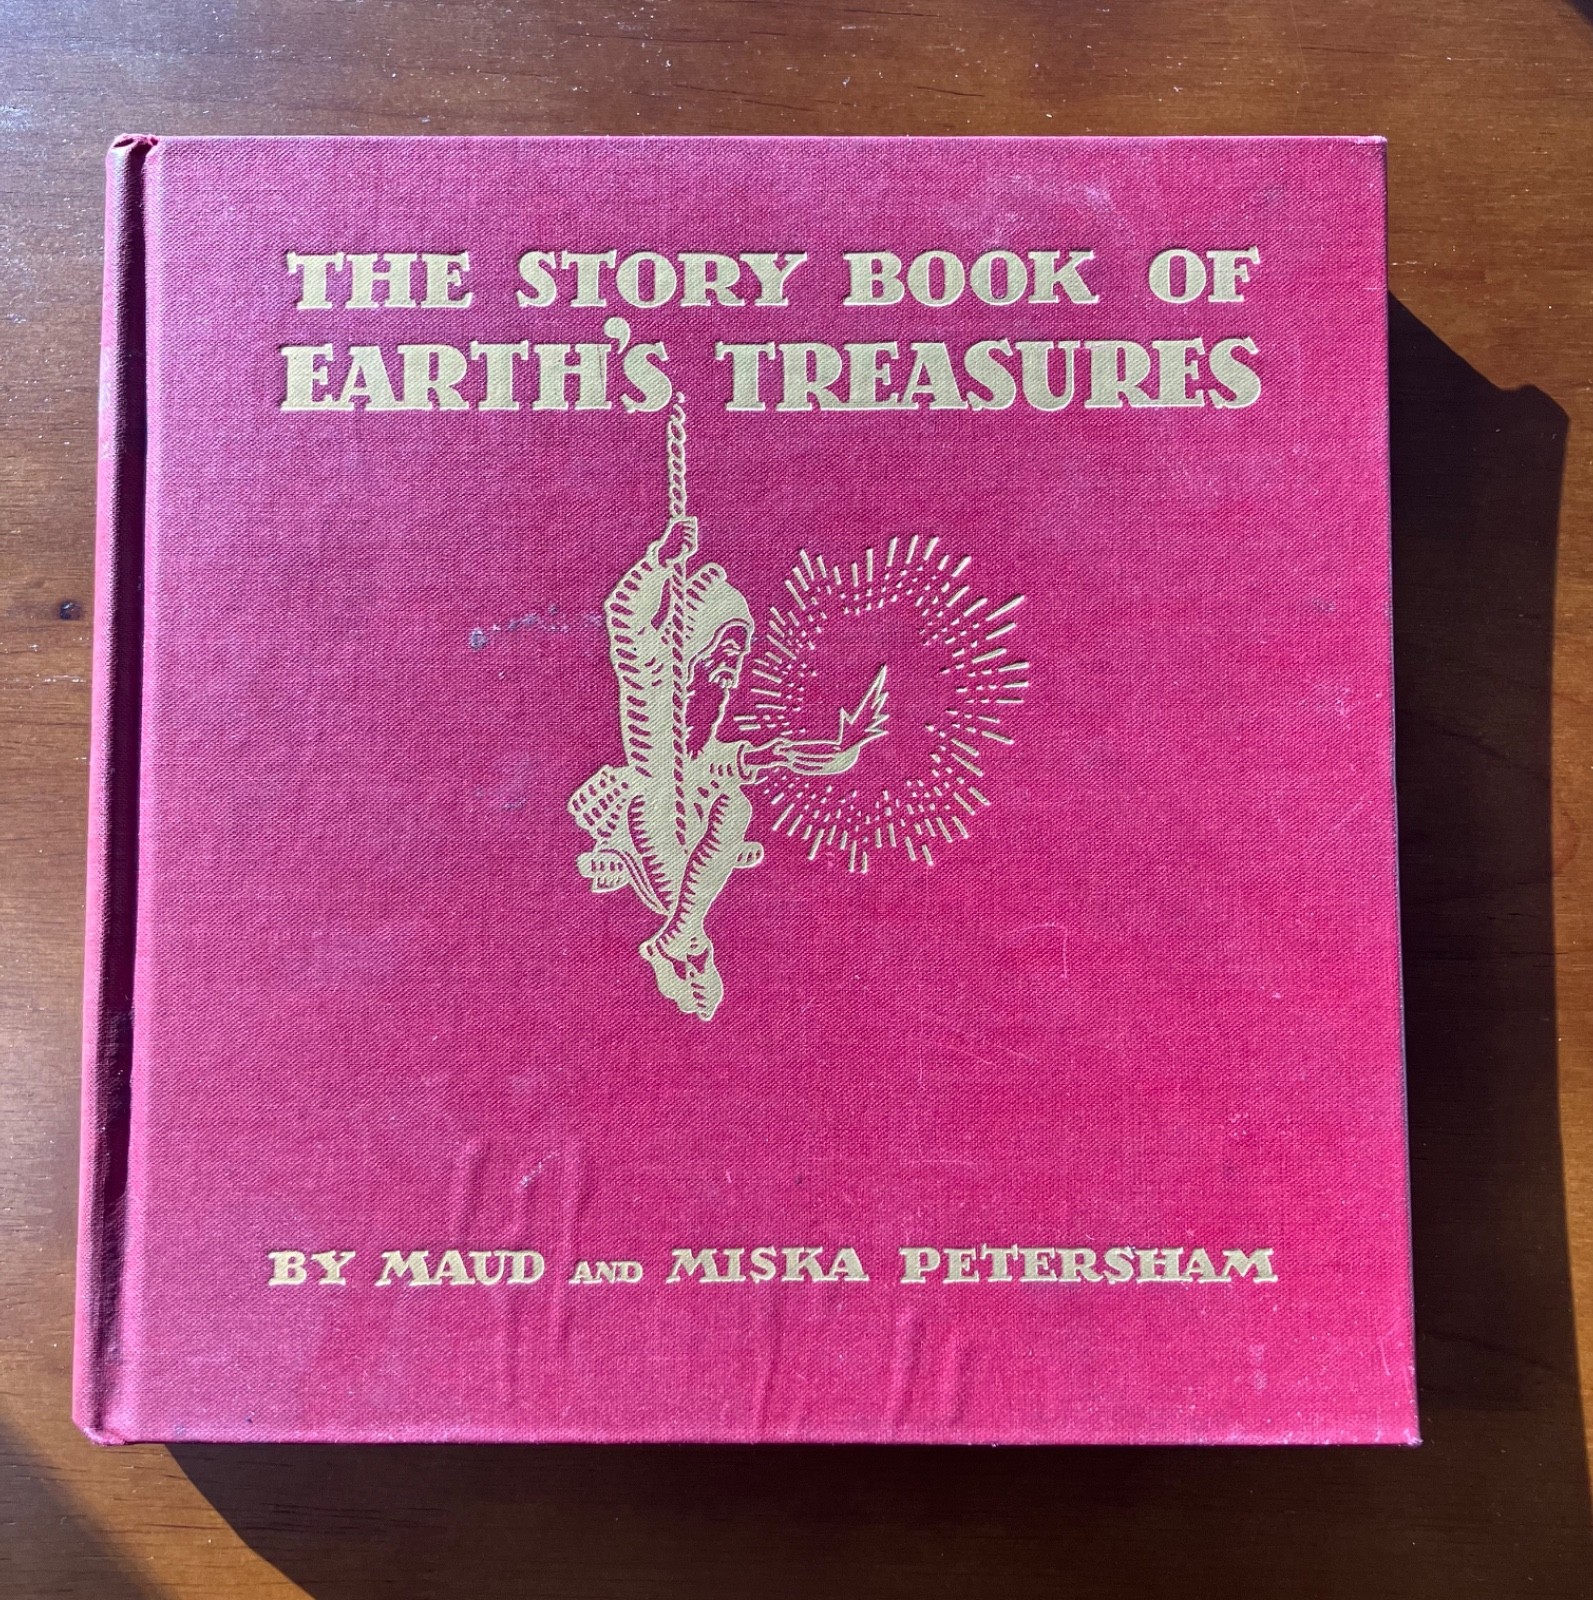 THE STORY BOOK OF
EARTH'S TREASURES
BY MAUD AND MISKA PETERSHAM